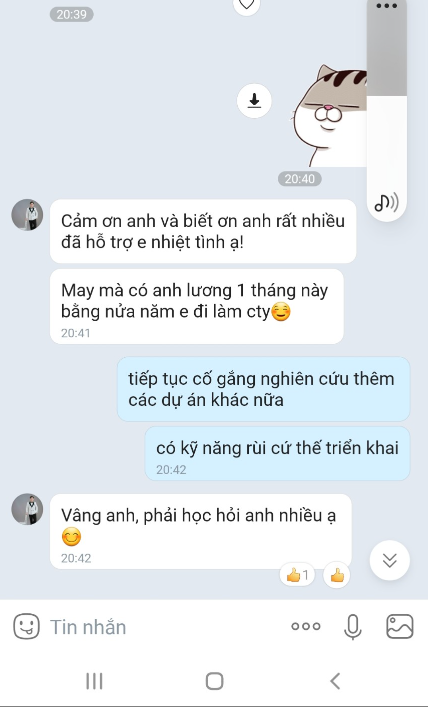 20:39
20:40
Cảm ơn anh và biết ơn anh rất nhiều
đã hỗ trợ e nhiệt tình ạ!
May mà có anh lương 1 tháng này
bằng nửa năm e đi làm cty😊
20:41
tiếp tục cố gắng nghiên cứu thêm
các dự án khác nữa
có kỹ năng rùi cứ thế triển khai
20:42
Vâng anh, phải học hỏi anh nhiều ạ
😊
20:42
👍1 👍
Tin nhắn